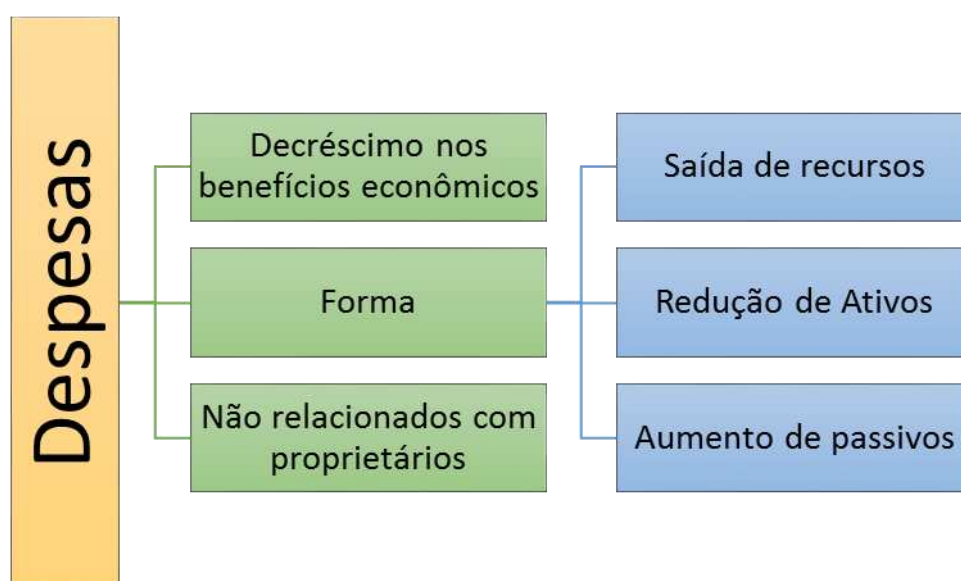 Despesas
Decréscimo nos
benefícios econômicos
Forma
Não relacionados com
proprietários
Saída de recursos
Redução de Ativos
Aumento de passivos